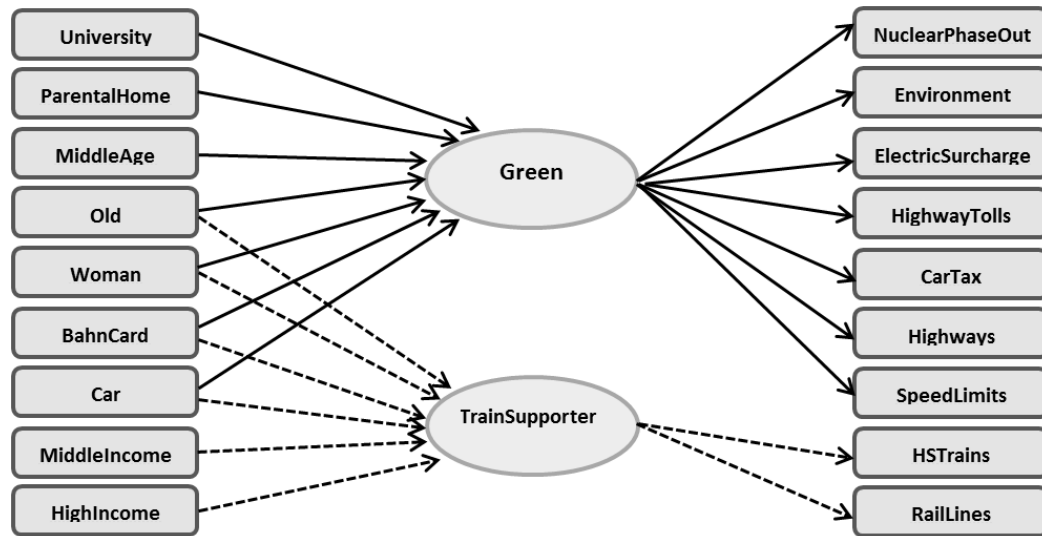 University
ParentalHome
MiddleAge
Old
Woman
BahnCard
Car
MiddleIncome
HighIncome
Green
TrainSupporter
NuclearPhaseOut
Environment
ElectricSurcharge
HighwayTolls
CarTax
Highways
SpeedLimits
HSTrains
RailLines